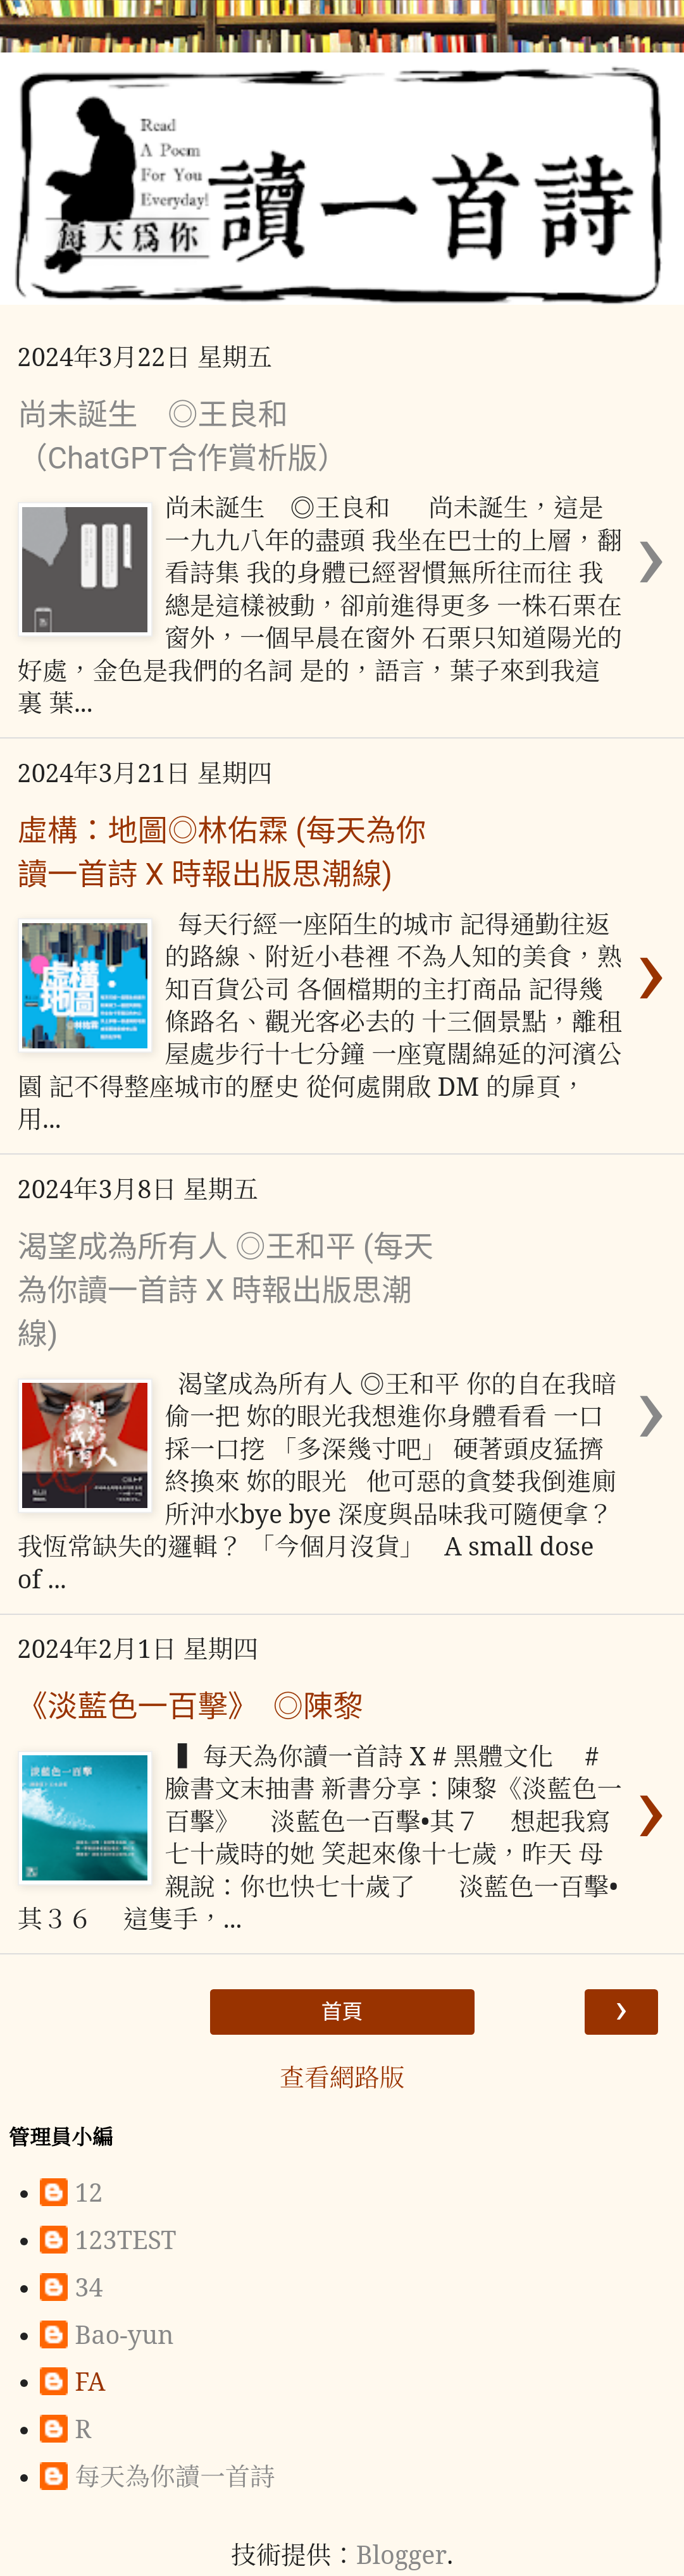 Read
A Poem
For You
Everyday!
每天為你
讀一首詩
2024年3月22日 星期五
尚未誕生　◎王良和
（ChatGPT合作賞析版）
尚未誕生　◎王良和　 尚未誕生，這是
一九九八年的盡頭 我坐在巴士的上層，翻
看詩集 我的身體已經習慣無所往而往 我
總是這樣被動，卻前進得更多 一株石栗在
窗外，一個早晨在窗外 石栗只知道陽光的
好處，金色是我們的名詞 是的，語言，葉子來到我這
裏 葉...
›
2024年3月21日 星期四
虛構：地圖◎林佑霖 (每天為你
讀一首詩 X 時報出版思潮線)
虛構：
地圖
每天行經一座陌生的城市 記得通勤往返
的路線、附近小巷裡 不為人知的美食，熟
知百貨公司 各個檔期的主打商品 記得幾
條路名、觀光客必去的 十三個景點，離租
屋處步行十七分鐘 一座寬闊綿延的河濱公
園 記不得整座城市的歷史 從何處開啟 DM 的扉頁，
用...
›
2024年3月8日 星期五
渴望成為所有人 ◎王和平 (每天
為你讀一首詩 X 時報出版思潮
線)
渴望
成為
所有人
渴望成為所有人 ◎王和平 你的自在我暗
偷一把 妳的眼光我想進你身體看看 一口
採一口挖 「多深幾寸吧」 硬著頭皮猛擠
終換來 妳的眼光　他可惡的貪婪我倒進廁
所沖水bye bye 深度與品味我可隨便拿？
我恆常缺失的邏輯？ 「今個月沒貨」　A small dose
of ...
›
2024年2月1日 星期四
《淡藍色一百擊》　◎陳黎
淡藍色一百擊
▌ 每天為你讀一首詩 X # 黑體文化　 #
臉書文末抽書 新書分享：陳黎《淡藍色一
百擊》　 淡藍色一百擊•其７　 想起我寫
七十歲時的她 笑起來像十七歲，昨天 母
親說：你也快七十歲了　 淡藍色一百擊•
其３６　 這隻手，...
›
首頁
›
查看網路版
管理員小編
• 12
• 123TEST
• 34
• Bao-yun
• FA
• R
• 每天為你讀一首詩
技術提供：Blogger.